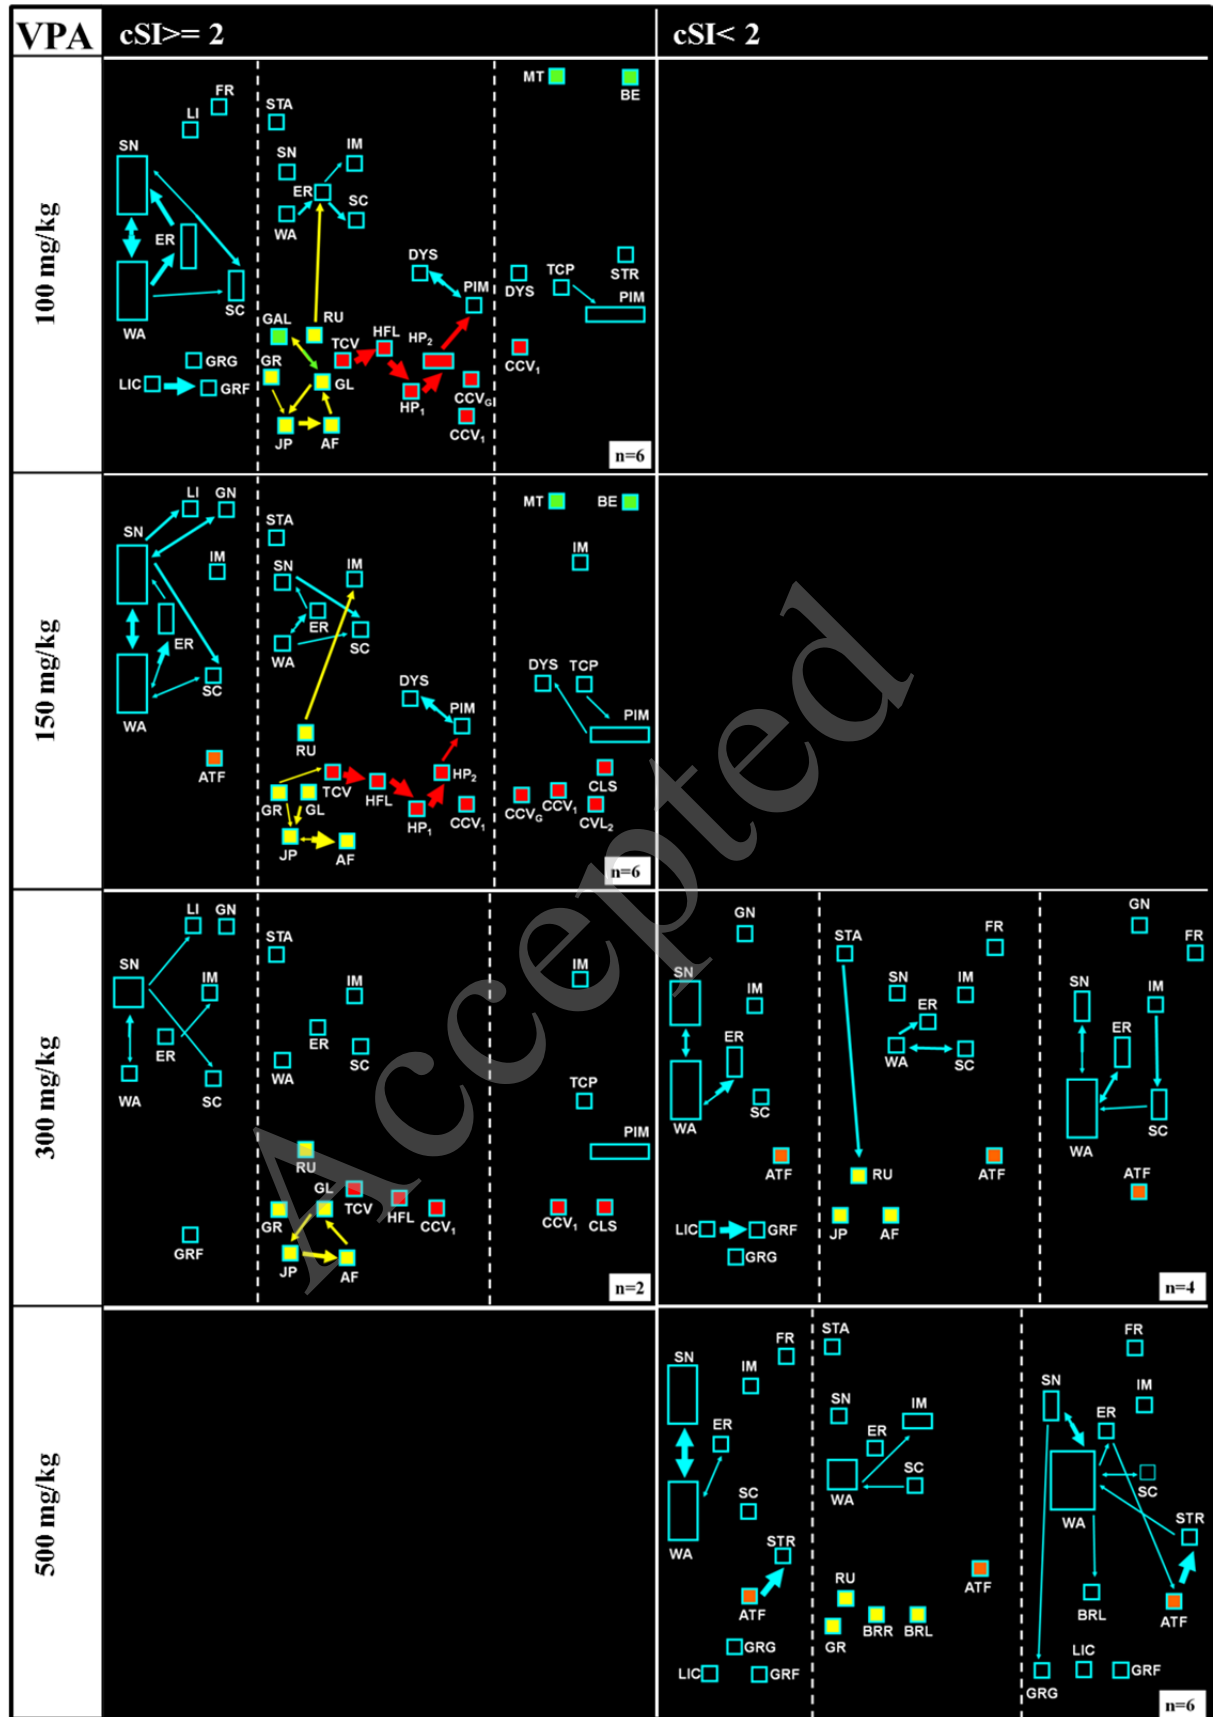 VPA cSI>= 2 cSI< 2
100 mg/kg
FR
LI
SN
ER
SC
WA
GRG
LIC GRF
STA
SN IM
ER SC
WA
DYS
PIM
GAL RU
TCV HFL HP2
GR GL
HP1 CCVG
JP AF CCV1
MT BE
DYS TCP STR
PIM
CCV1
n=6
150 mg/kg
LI GN
SN
IM
ER
SC
WA
ATF
STA
SN IM
ER
WA SC
DYS
PIM
RU
TCV HFL HP2
GR GL
HP1 CCV1
JP AF
MT BE
IM
DYS TCP
PIM
CLS
CCVG CCV1 CVL2
n=6
300 mg/kg
LI GN
SN
IM
ER
WA SC
GRF
STA
IM
ER
WA SC
RU
GL TCV HFL CCV1
GR
JP AF
IM
TCP
PIM
CCV1 CLS
n=2
GN
SN
IM
ER
SC
WA
ATF
LIC GRF
GRG
STA FR
SN IM
ER
WA SC
ATF
RU
JP AF
GN
FR
SN IM
ER
SC
WA
ATF
n=4
500 mg/kg
FR
SN IM
ER
SC
WA
STR
ATF
GRG
LIC GRF
STA
SN IM
ER
SC
WA
ATF
RU
GR BRR BRL
FR
SN IM
ER
SC
WA
STR
BRL ATF
LIC
GRG GRF
n=6
Accepted